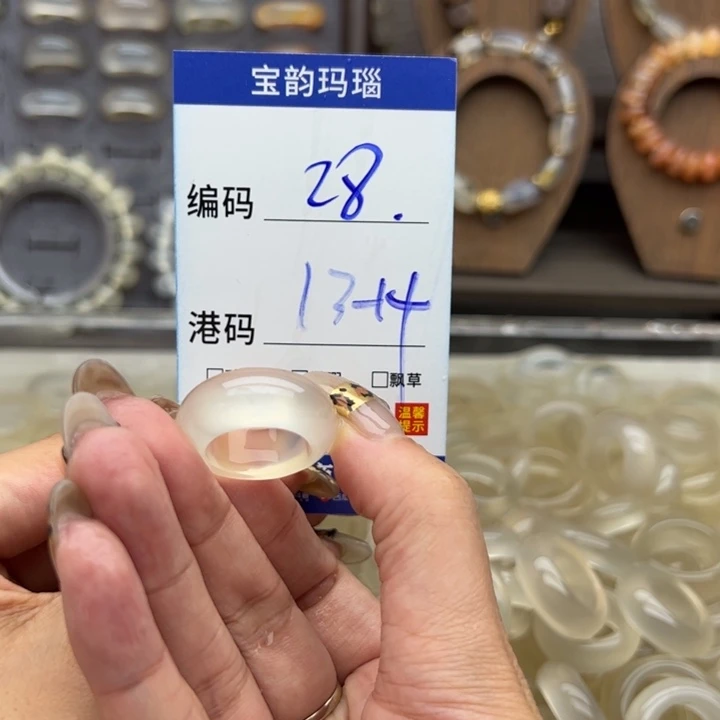 宝韵玛瑙
编码 28.
港码 13-14
□飘草
温馨
提示